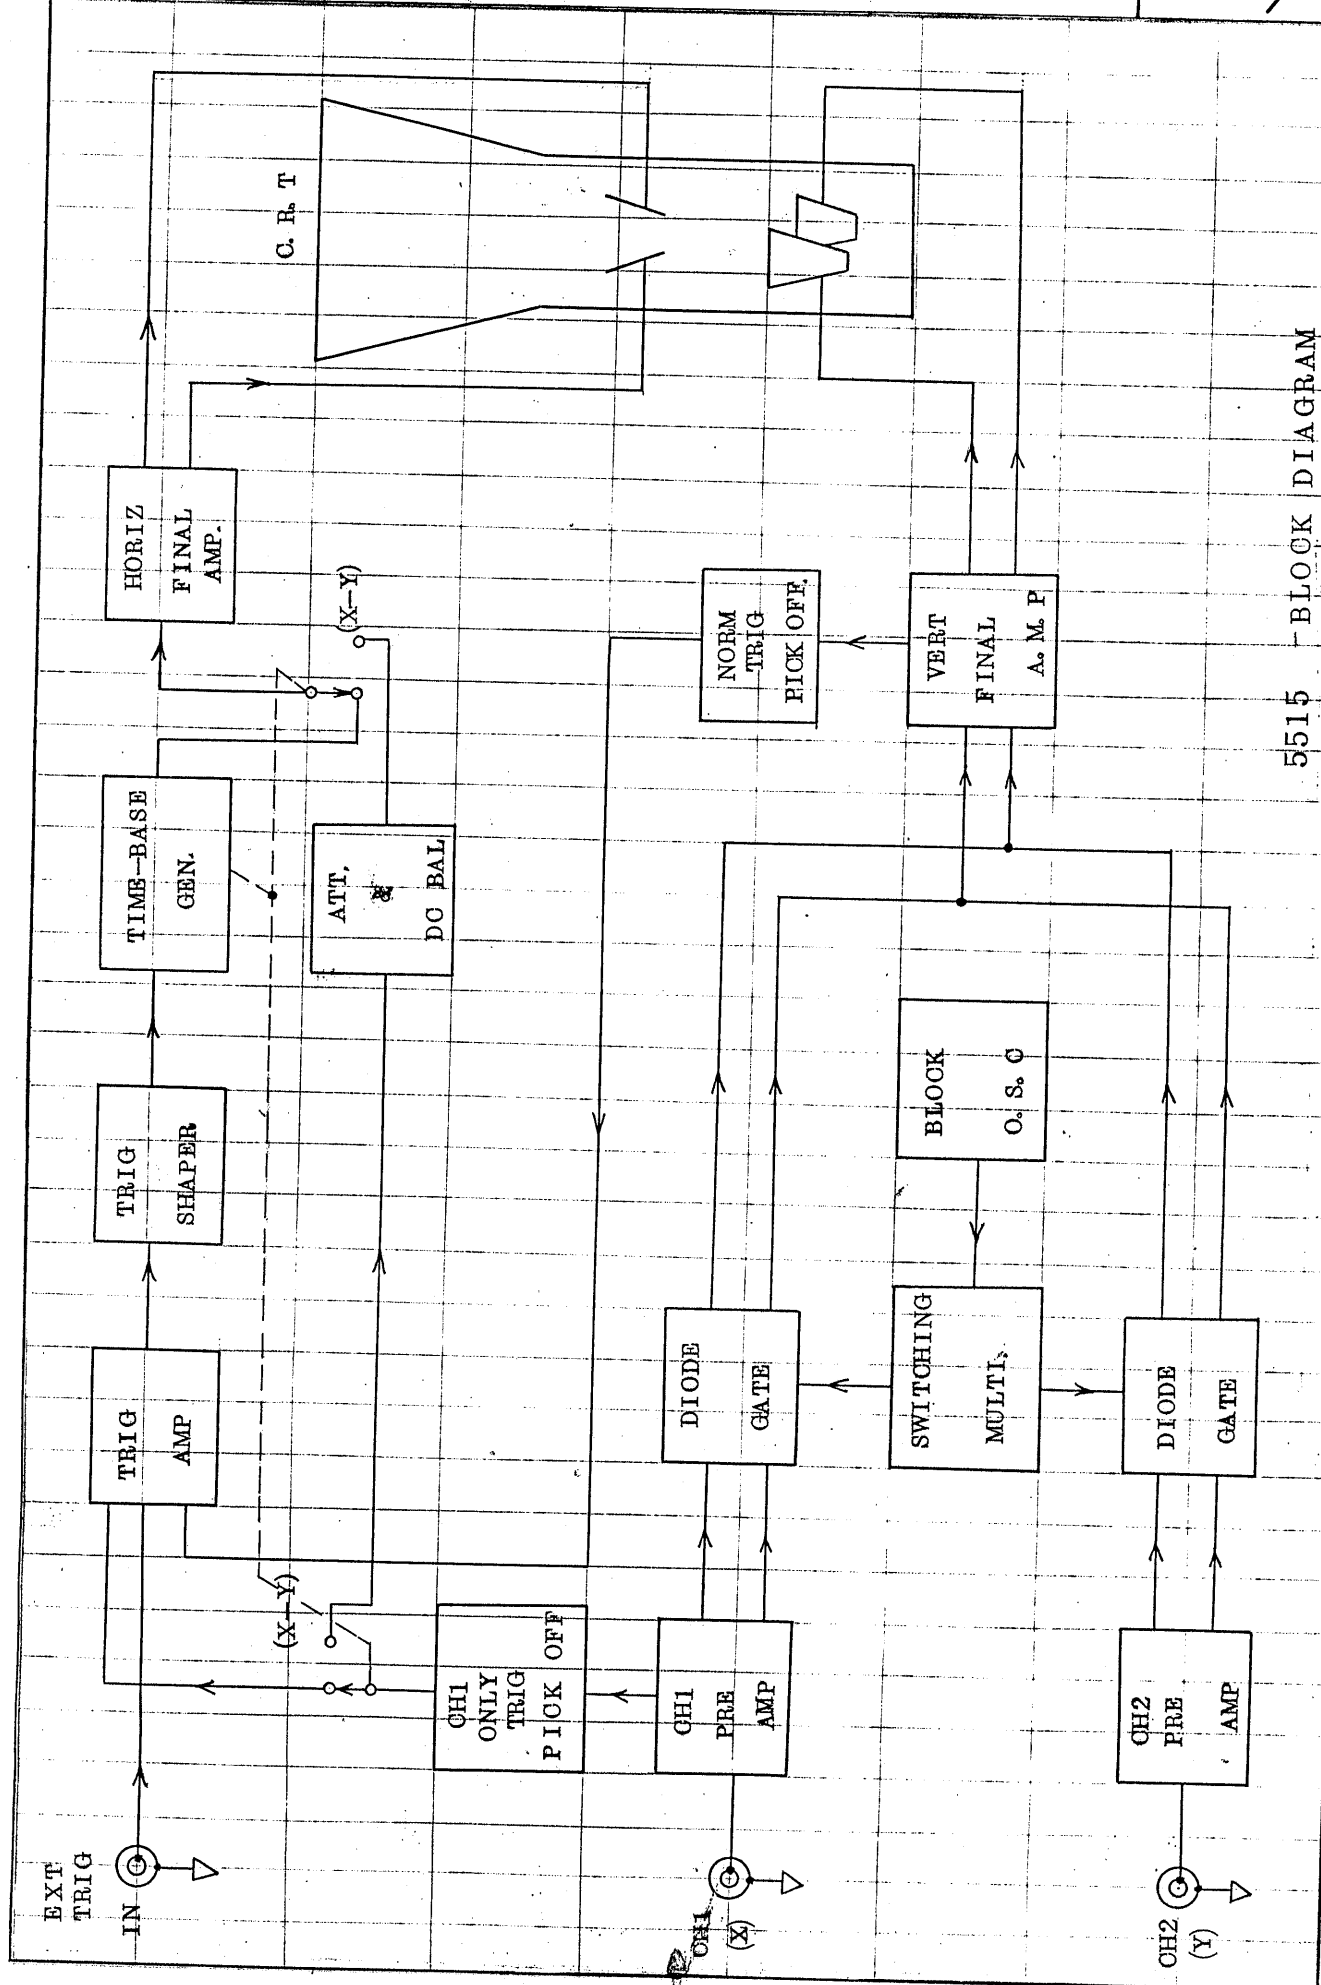 EXT
TRIG
IN
TRIG
AMP
TRIG
SHAPER
TIME-BASE
GEN.
HORIZ
FINAL
AMP.
C. R. T
(X-Y)
(X-Y)
ATT,
&
DC BAL
CH1
ONLY
TRIG
PICK OFF
NORM
TRIG
PICK OFF.
CH1
(X)
CH1
PRE
AMP
DIODE
GATE
SWITCHING
MULTI.
BLOCK
O. S. C
VERT
FINAL
A. M. P
CH2
(Y)
CH2
PRE
AMP
DIODE
GATE
5515 - BLOCK DIAGRAM